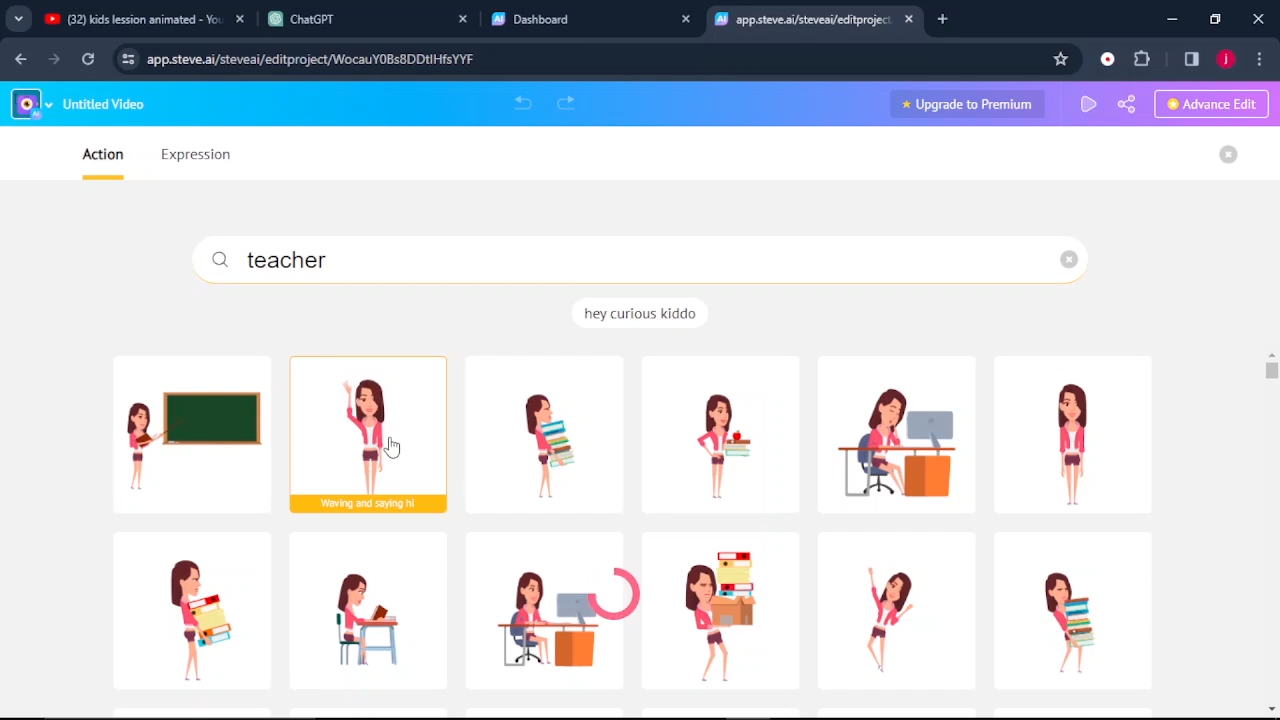 (32) kids lession animated - You
ChatGPT
Dashboard
app.steve.ai/steveai/editproject
app.steve.ai/steveai/editproject/WocauY0Bs8DDtIHfsYYF
j
AI
Untitled Video
Upgrade to Premium
Advance Edit
Action
Expression
teacher
hey curious kiddo
Waving and saying hi